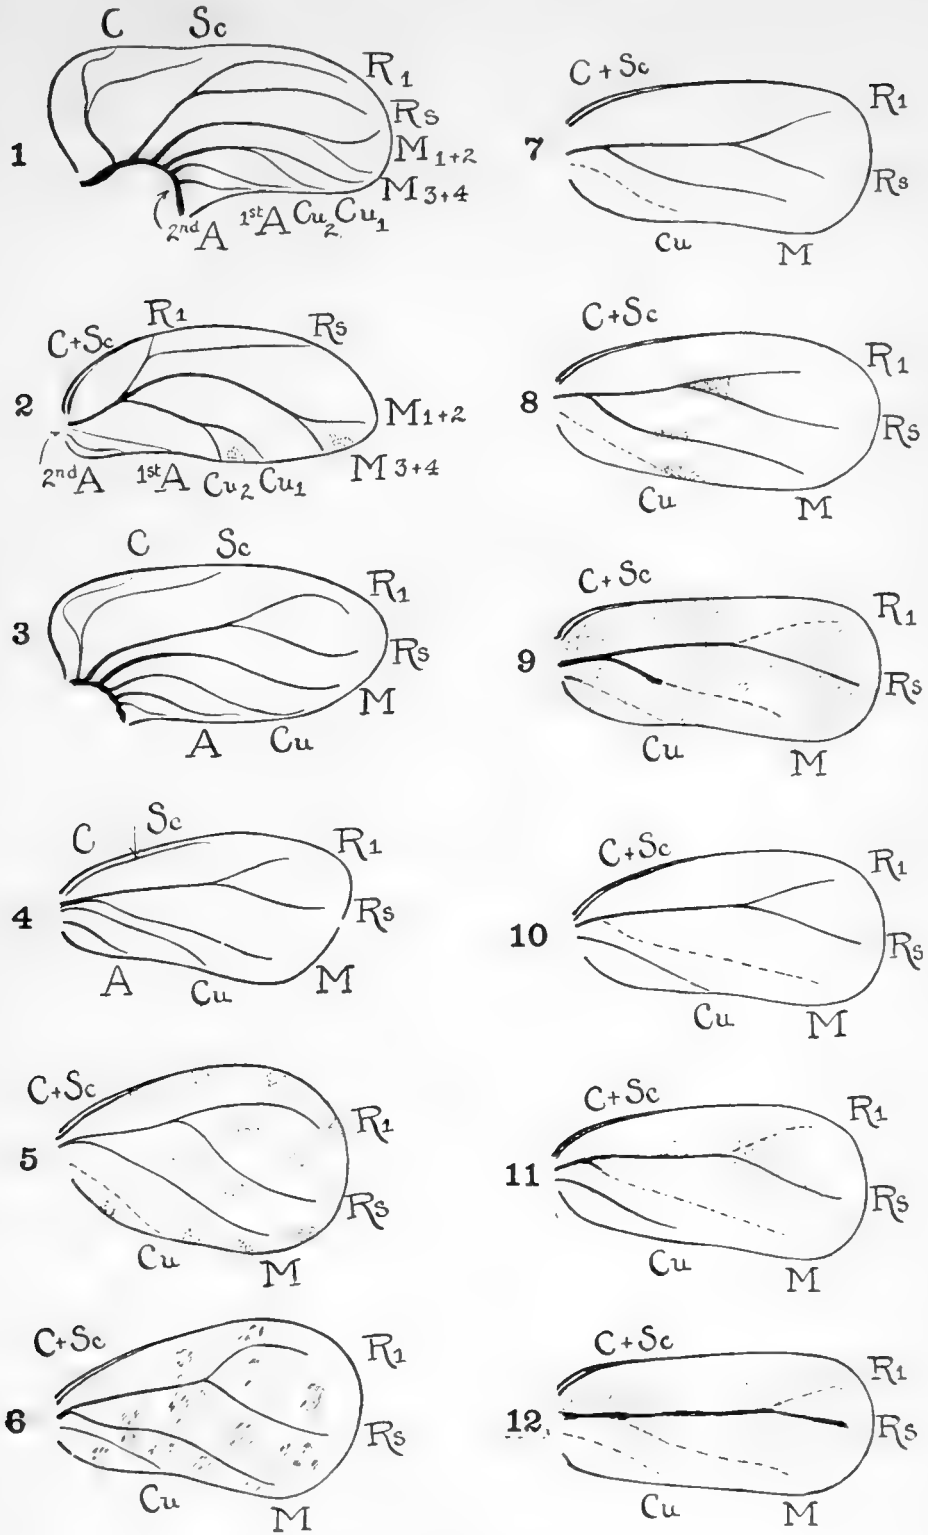 C Sc
R1
Rs
1
M1+2
M3+4
2nd A 1st A Cu2 Cu1
C+Sc R1 Rs
2
M1+2
M3+4
2nd A 1st A Cu2 Cu1
C Sc
R1
3
Rs
M
A Cu
C Sc
R1
4
Rs
A Cu M
C+Sc
R1
5
Rs
Cu M
C+Sc
R1
6
Rs
Cu M
C+Sc
R1
7
Rs
Cu M
C+Sc
R1
8
Rs
Cu M
C+Sc
R1
9
Rs
Cu M
C+Sc
R1
10
Rs
Cu M
C+Sc
R1
11
Rs
Cu M
C+Sc
R1
12
Rs
Cu M